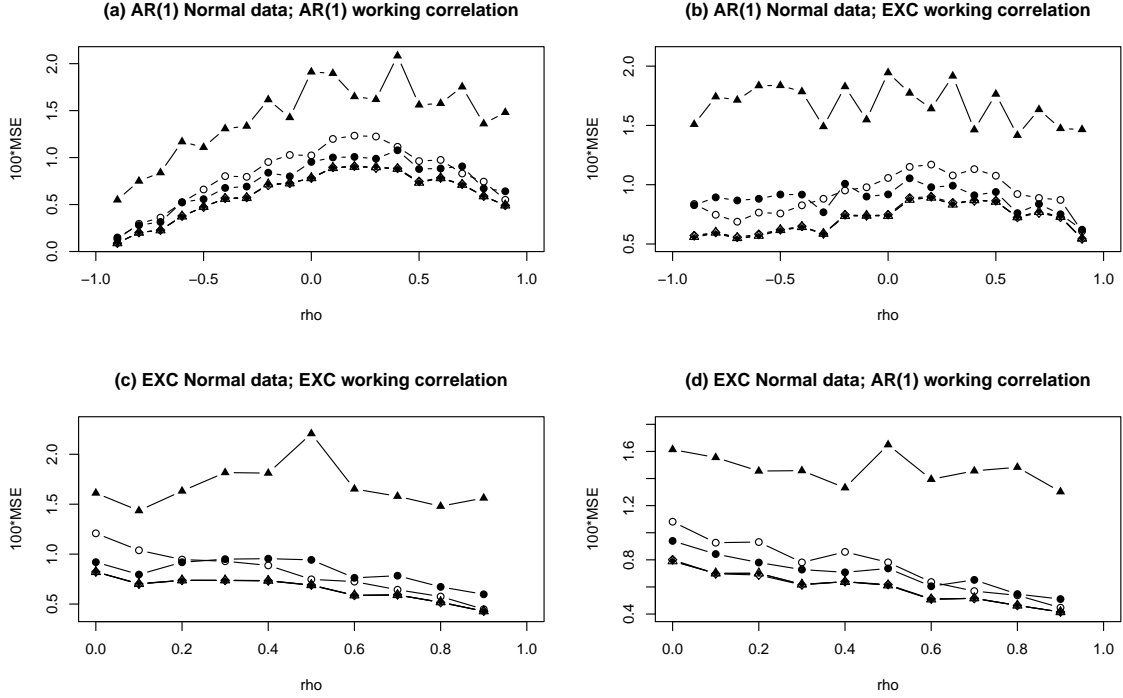 (a) AR(1) Normal data; AR(1) working correlation
100*MSE
2.0
1.5
1.0
0.5
0.0
−1.0 −0.5 0.0 0.5 1.0
rho
(b) AR(1) Normal data; EXC working correlation
100*MSE
2.0
1.5
1.0
0.5
−1.0 −0.5 0.0 0.5 1.0
rho
(c) EXC Normal data; EXC working correlation
100*MSE
2.0
1.5
1.0
0.5
0.0 0.2 0.4 0.6 0.8 1.0
rho
(d) EXC Normal data; AR(1) working correlation
100*MSE
1.6
1.2
0.8
0.4
0.0 0.2 0.4 0.6 0.8 1.0
rho